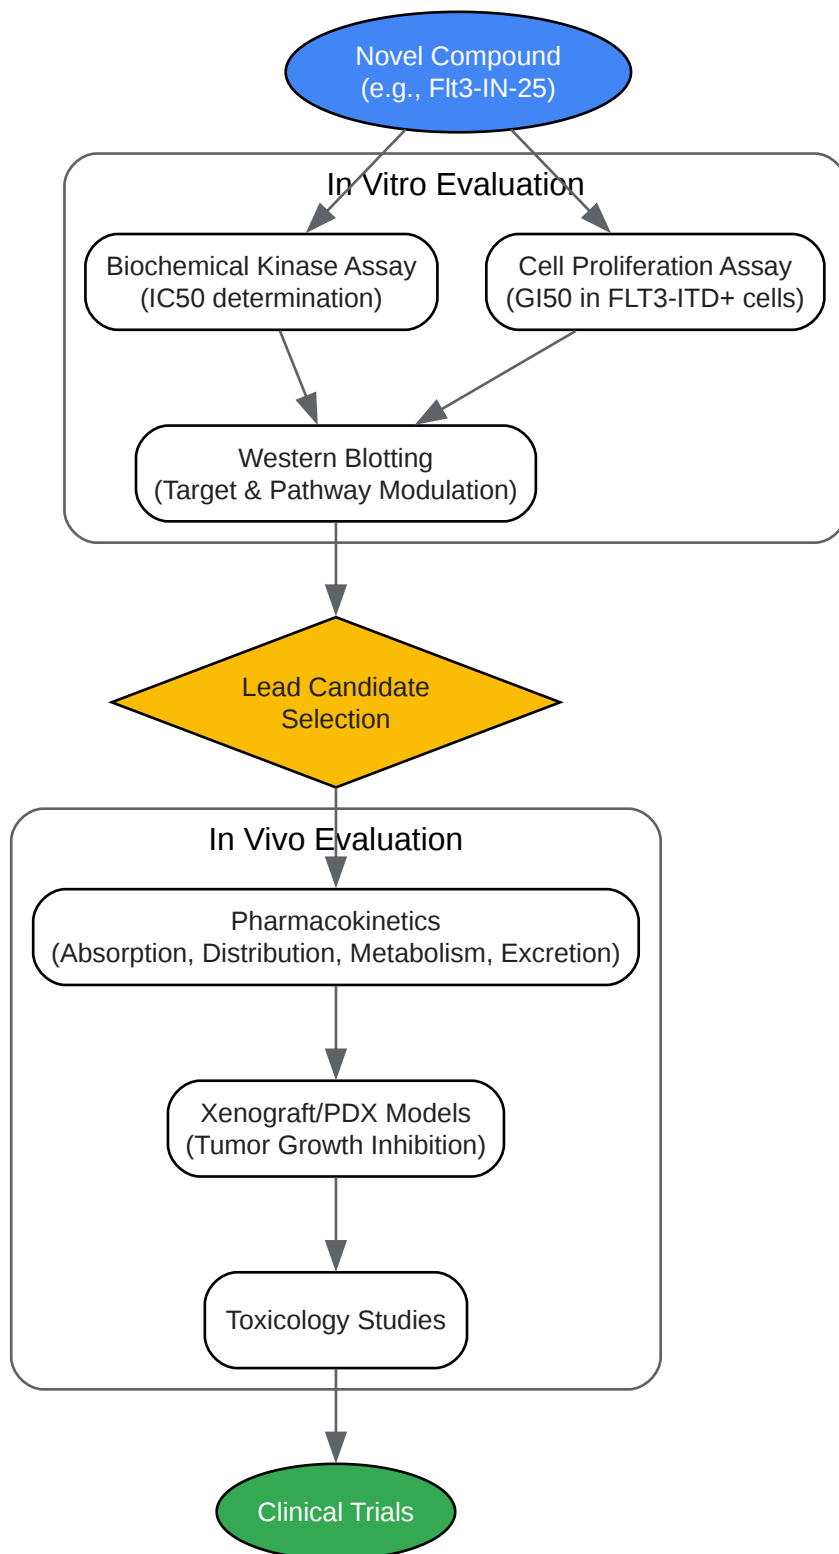 Novel Compound
(e.g., Flt3-IN-25)
In Vitro Evaluation
Biochemical Kinase Assay
(IC50 determination)
Cell Proliferation Assay
(GI50 in FLT3-ITD+ cells)
Western Blotting
(Target & Pathway Modulation)
Lead Candidate
Selection
In Vivo Evaluation
Pharmacokinetics
(Absorption, Distribution, Metabolism, Excretion)
Xenograft/PDX Models
(Tumor Growth Inhibition)
Toxicology Studies
Clinical Trials